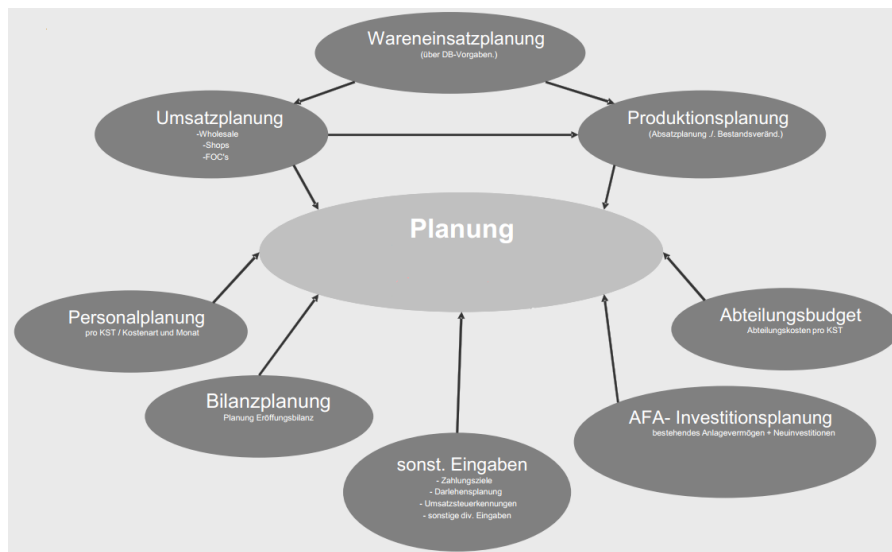 Wareneinsatzplanung
(über DB-Vorgaben.)
Umsatzplanung
-Wholesale
-Shops
-FOC's
Produktionsplanung
(Absatzplanung ./. Bestandsveränd.)
Planung
Personalplanung
pro KST / Kostenart und Monat
Abteilungsbudget
Abteilungskosten pro KST
Bilanzplanung
Planung Eröffungsbilanz
AFA- Investitionsplanung
bestehendes Anlagevermögen + Neuinvestitionen
sonst. Eingaben
- Zahlungsziele
- Darlehensplanung
- Umsatzsteuerkennungen
- sonstige div. Eingaben